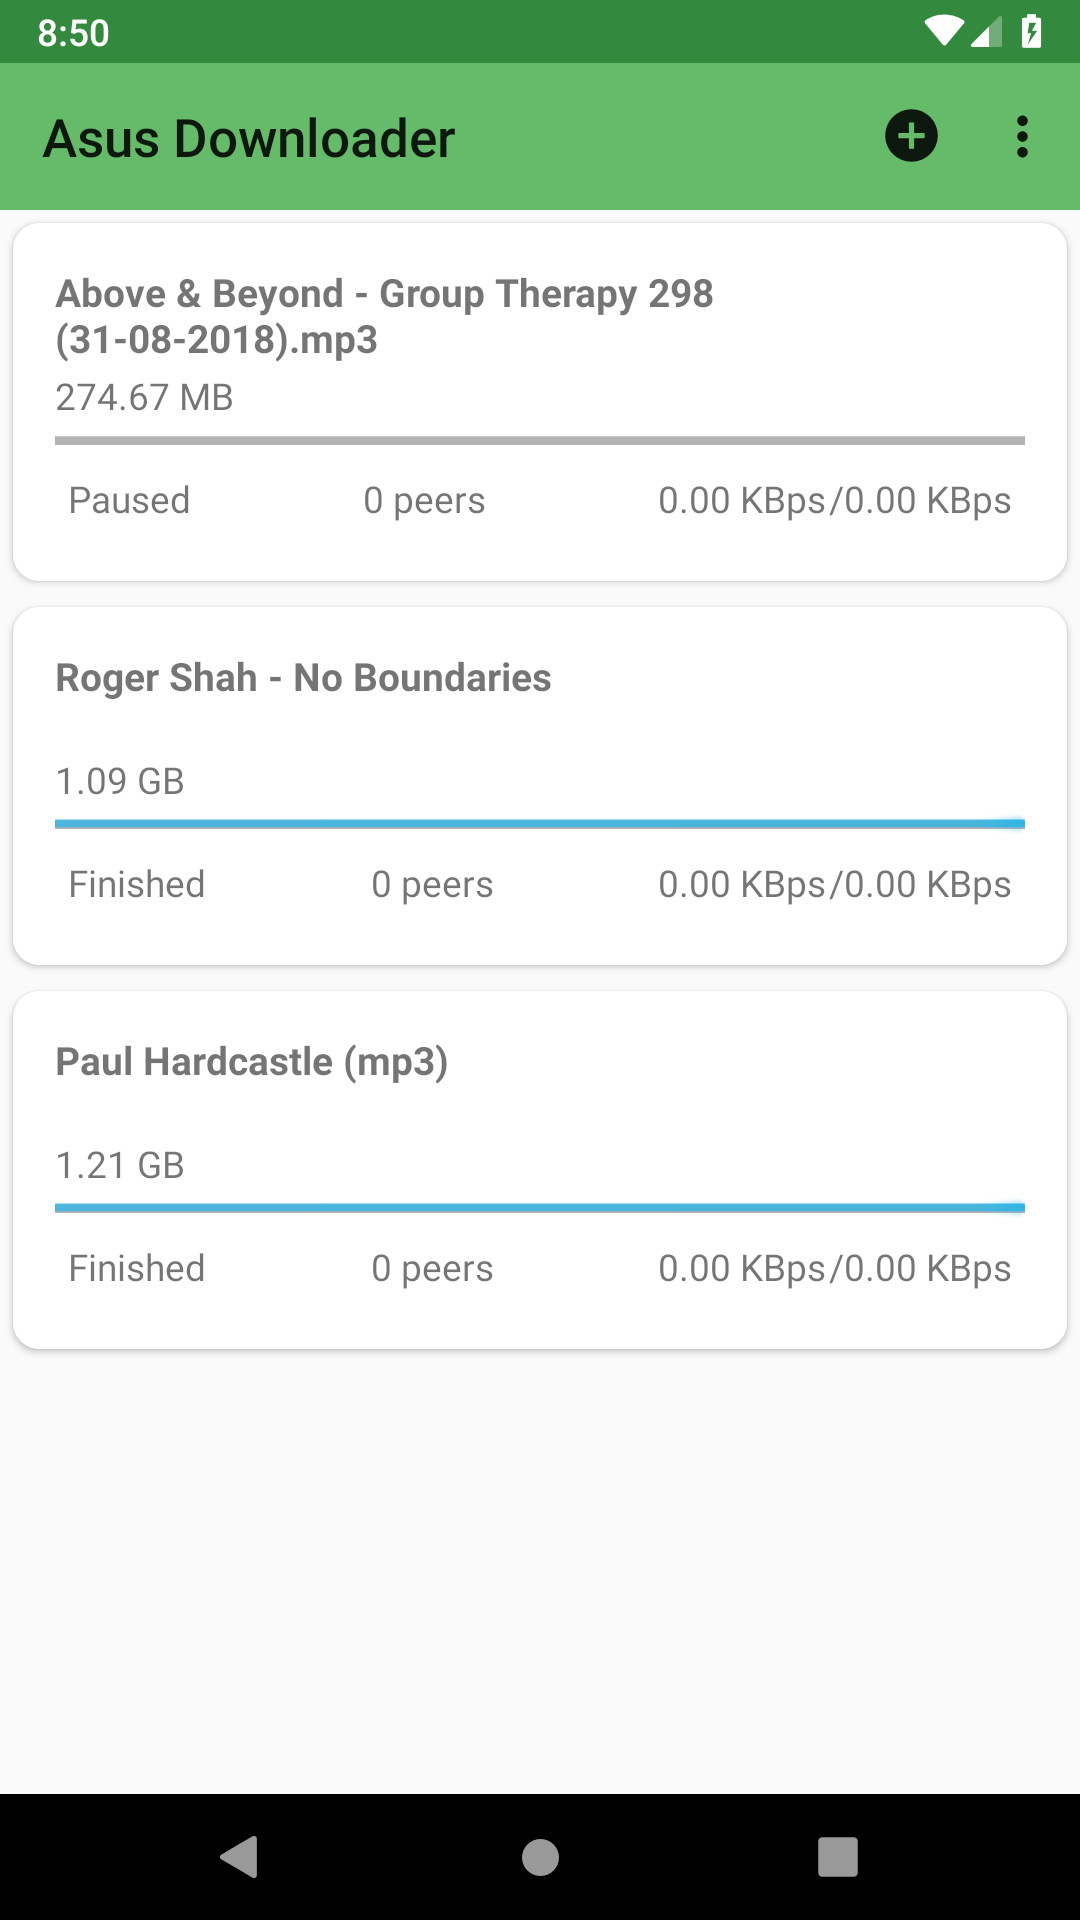 8:50
Asus Downloader
Above & Beyond - Group Therapy 298
(31-08-2018).mp3
274.67 MB
Paused 0 peers 0.00 KBps/0.00 KBps
Roger Shah - No Boundaries
1.09 GB
Finished 0 peers 0.00 KBps/0.00 KBps
Paul Hardcastle (mp3)
1.21 GB
Finished 0 peers 0.00 KBps/0.00 KBps